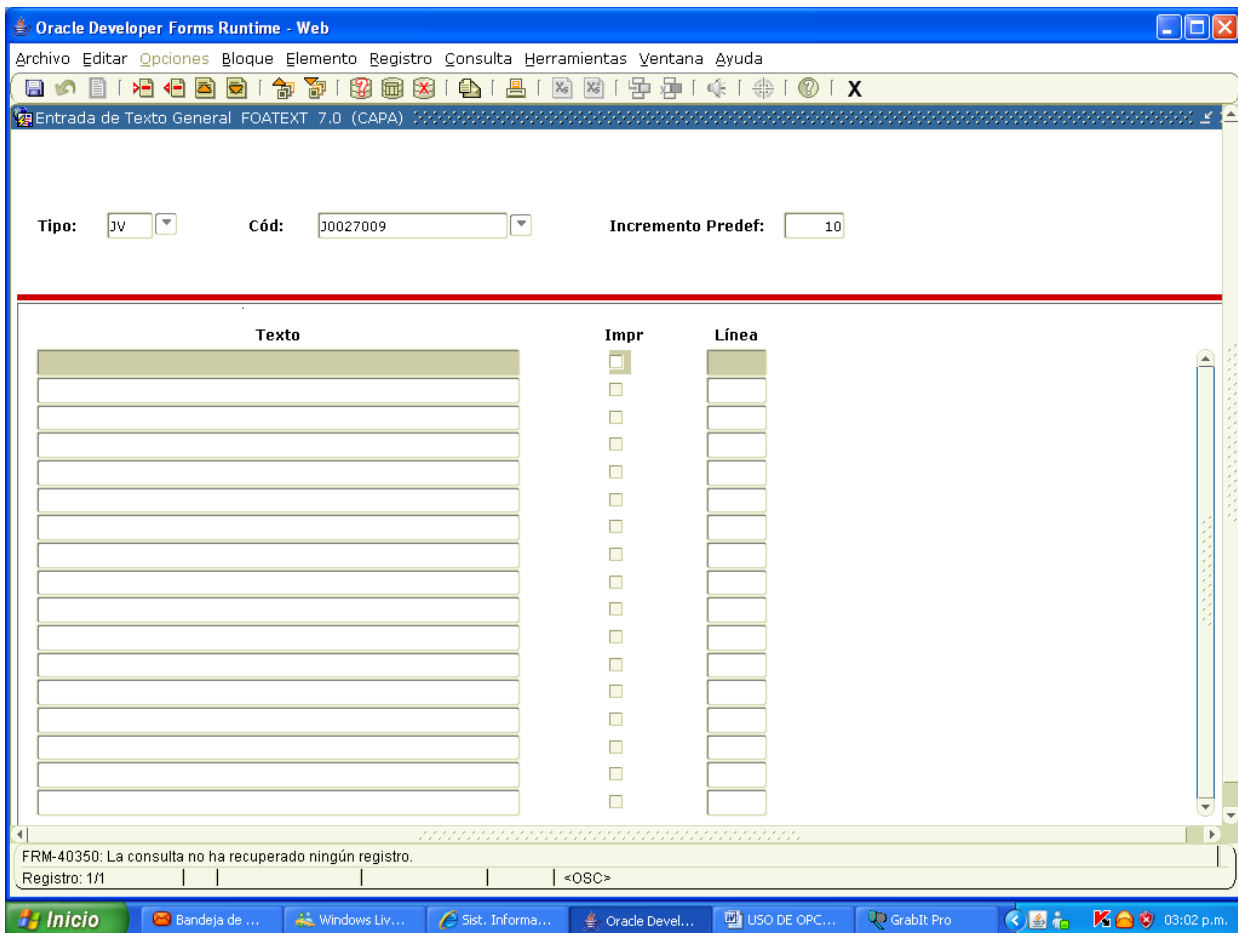 Oracle Developer Forms Runtime - Web
Archivo Editar Opciones Bloque Elemento Registro Consulta Herramientas Ventana Ayuda
X
Entrada de Texto General FOATEXT 7.0 (CAPA)
Tipo: JV Cód: J0027009 Incremento Predef: 10
Texto Impr Línea
FRM-40350: La consulta no ha recuperado ningún registro.
Registro: 1/1 <OSC>
Inicio Bandeja de ... Windows Liv... Sist. Informa... Oracle Devel... USO DE OPC... GrabIt Pro 03:02 p.m.